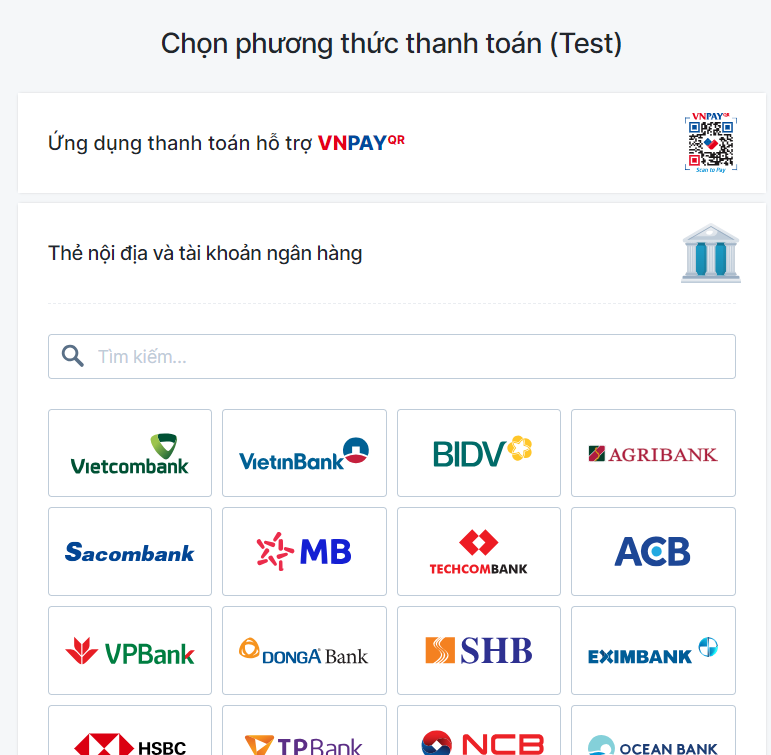 Chọn phương thức thanh toán (Test)
Ứng dụng thanh toán hỗ trợ VNPAYQR
VNPAYQR
Scan to Pay
Thẻ nội địa và tài khoản ngân hàng
Tìm kiếm...
Vietcombank
VietinBank
BIDV
AGRIBANK
Sacombank
MB
TECHCOMBANK
ACB
VPBank
DONGA Bank
SHB
EXIMBANK
HSBC
TPBank
NCB
OCEAN BANK